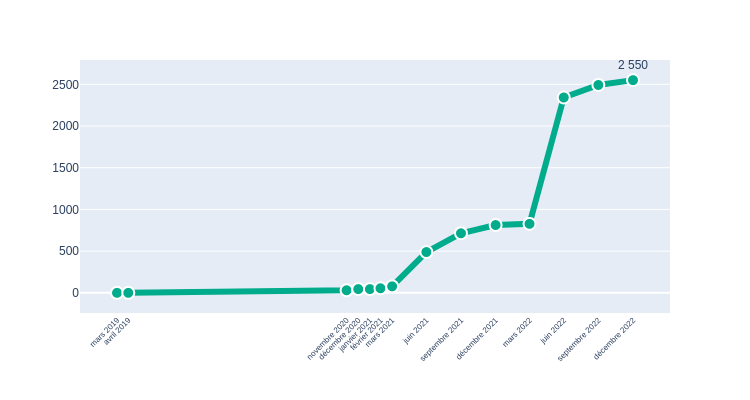 2 550
2500
2000
1500
1000
500
0
mars 2019
avril 2019
novembre 2020
décembre 2020
janvier 2021
février 2021
mars 2021
juin 2021
septembre 2021
décembre 2021
mars 2022
juin 2022
septembre 2022
décembre 2022